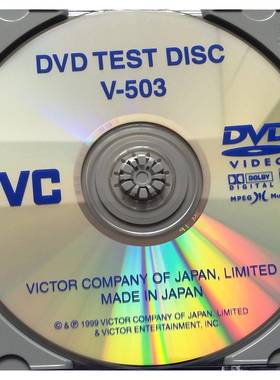 DVD TEST DISC
V-503
VC
DVD
VIDEO
DOLBY
DIGITAL
MPEG
VICTOR COMPANY OF JAPAN, LIMITED
MADE IN JAPAN
© & ℗ 1999 VICTOR COMPANY OF JAPAN, LIMITED
& VICTOR ENTERTAINMENT, INC.